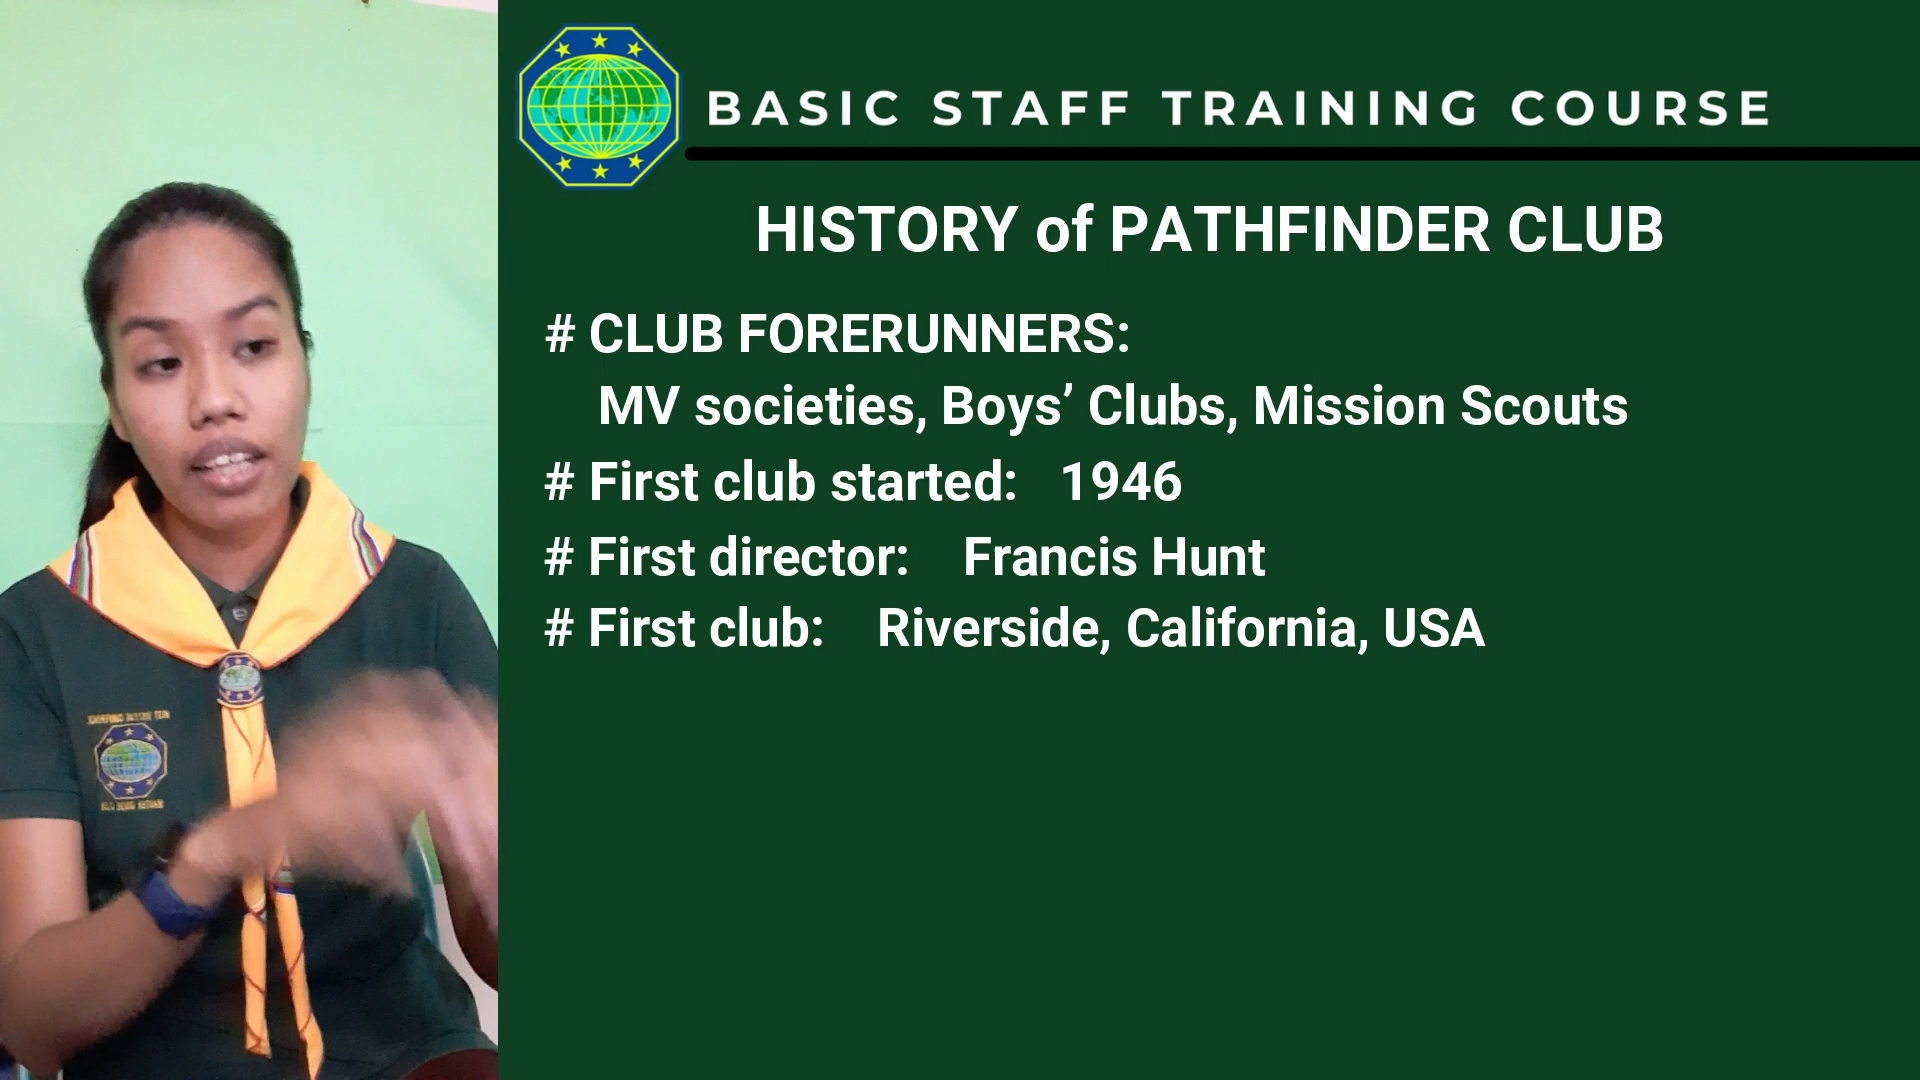 BASIC STAFF TRAINING COURSE
HISTORY of PATHFINDER CLUB
# CLUB FORERUNNERS:
MV societies, Boys’ Clubs, Mission Scouts
# First club started: 1946
# First director: Francis Hunt
# First club: Riverside, California, USA